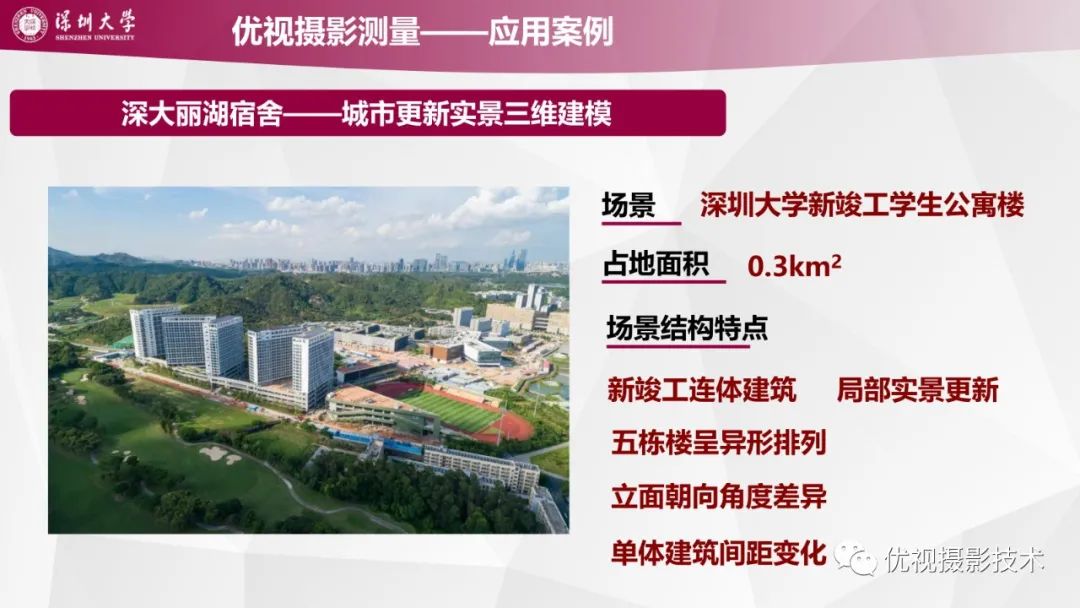 深圳大学
SHENZHEN UNIVERSITY
优视摄影测量——应用案例
深大丽湖宿舍——城市更新实景三维建模
场景 深圳大学新竣工学生公寓楼
占地面积 0.3km²
场景结构特点
新竣工连体建筑 局部实景更新
五栋楼呈异形排列
立面朝向角度差异
单体建筑间距变化
优视摄影技术